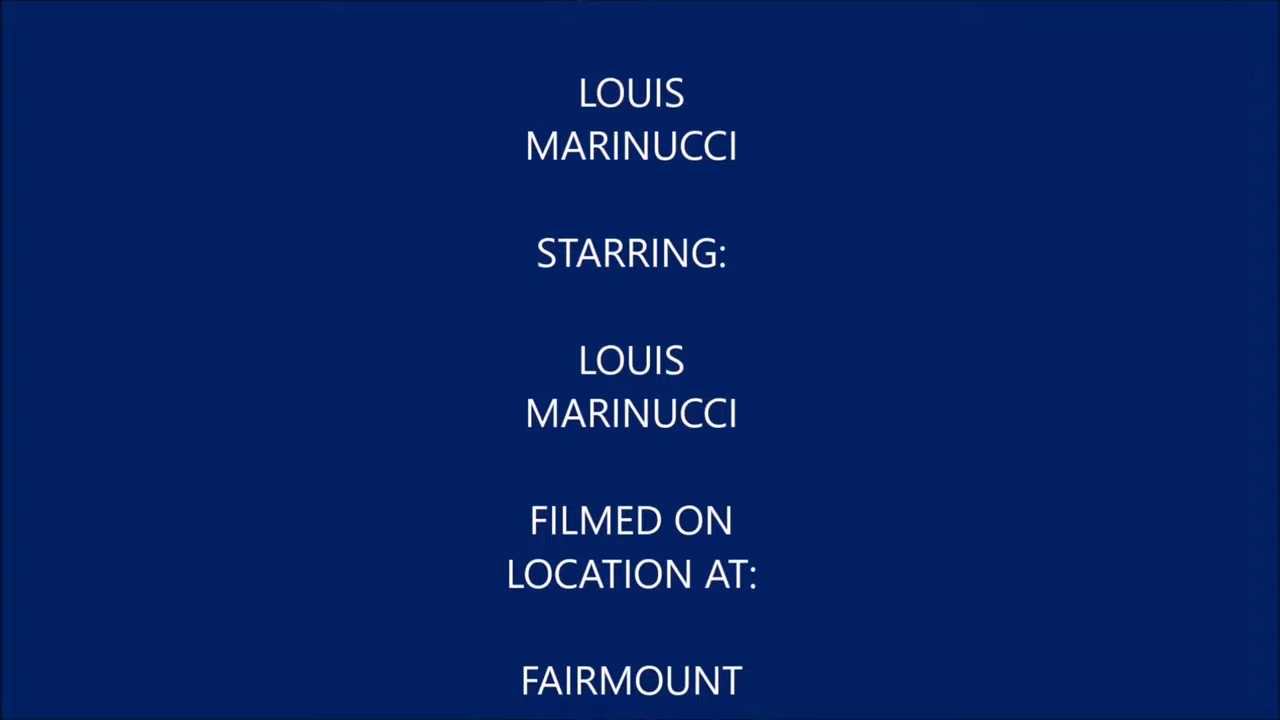 LOUIS
MARINUCCI
STARRING:
LOUIS
MARINUCCI
FILMED ON
LOCATION AT:
FAIRMOUNT